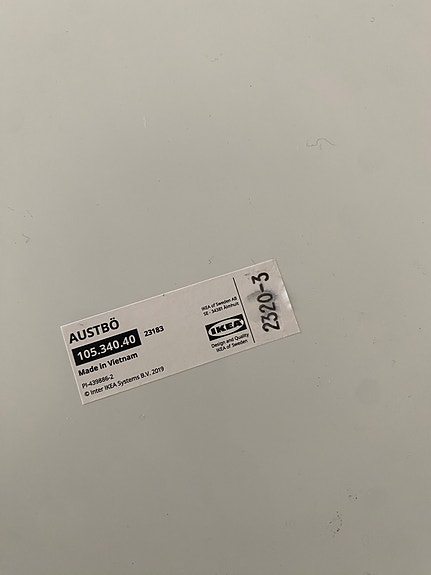 AUSTBÖ
105.340.40 23183
Made in Vietnam
PI-439886-2
© Inter IKEA Systems B.V. 2019
IKEA of Sweden AB
SE - 34381 Älmhult
IKEA
Design and Quality
IKEA of Sweden
2320-3